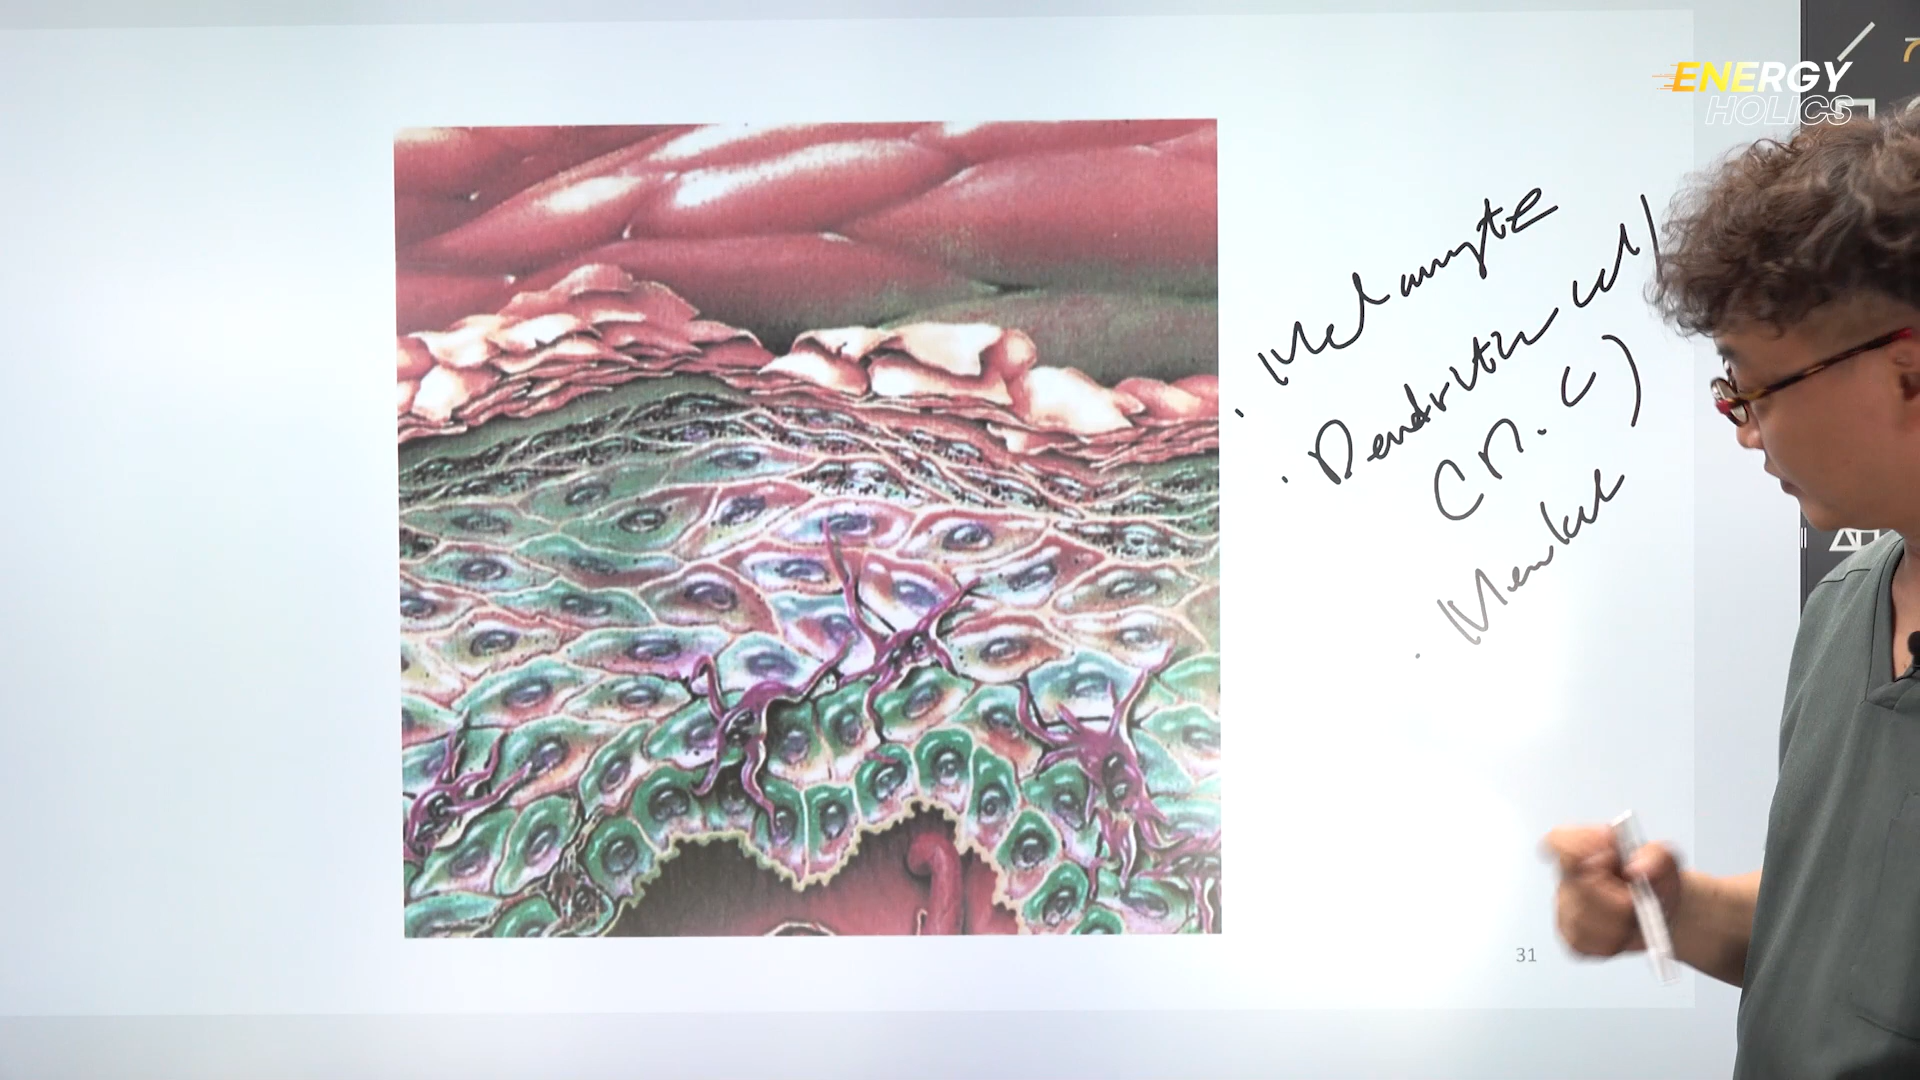 ENERGY
HOLICS
· Melanocyte
· Dendritic cell
· Merkel
31